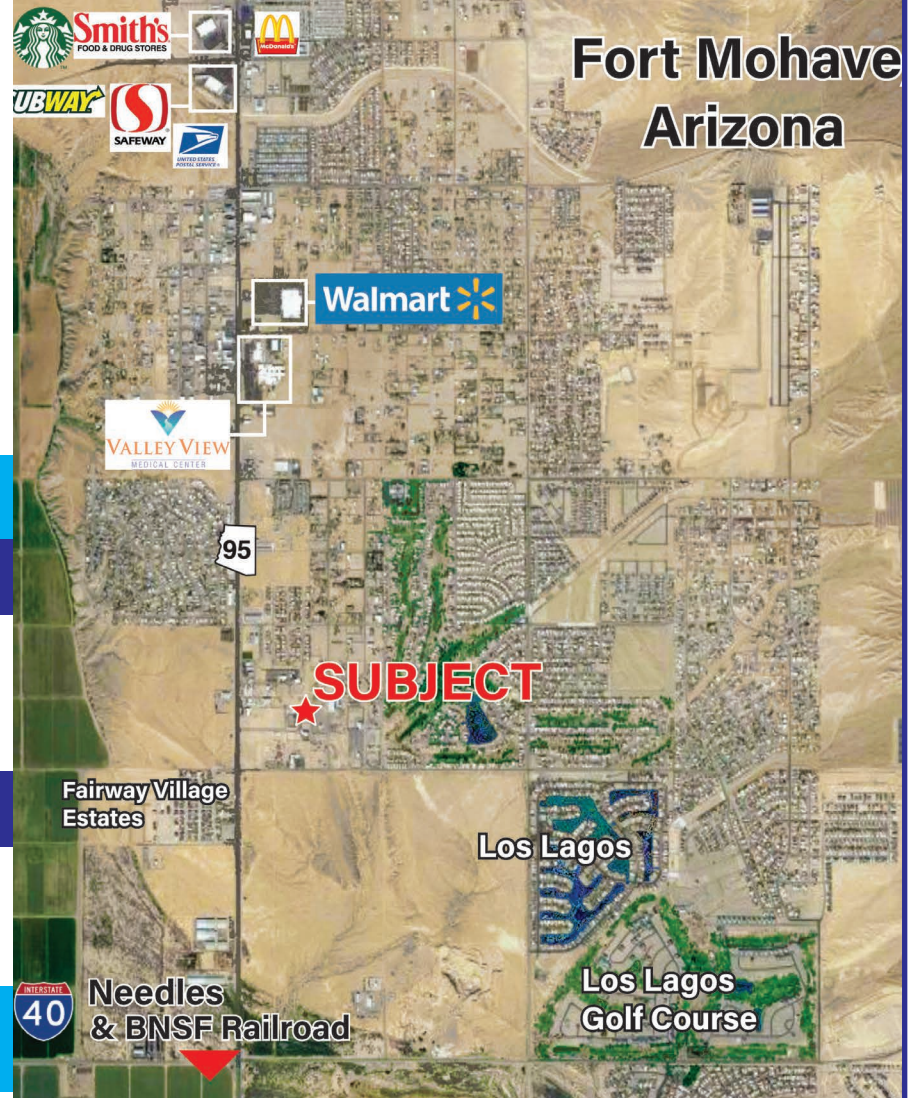 Smith's
FOOD & DRUG STORES
McDonald's
Fort Mohave
Arizona
SUBWAY
SAFEWAY
UNITED STATES
POSTAL SERVICE
Walmart
VALLEY VIEW
MEDICAL CENTER
95
SUBJECT
Fairway Village
Estates
Los Lagos
INTERSTATE
40
Needles
& BNSF Railroad
Los Lagos
Golf Course